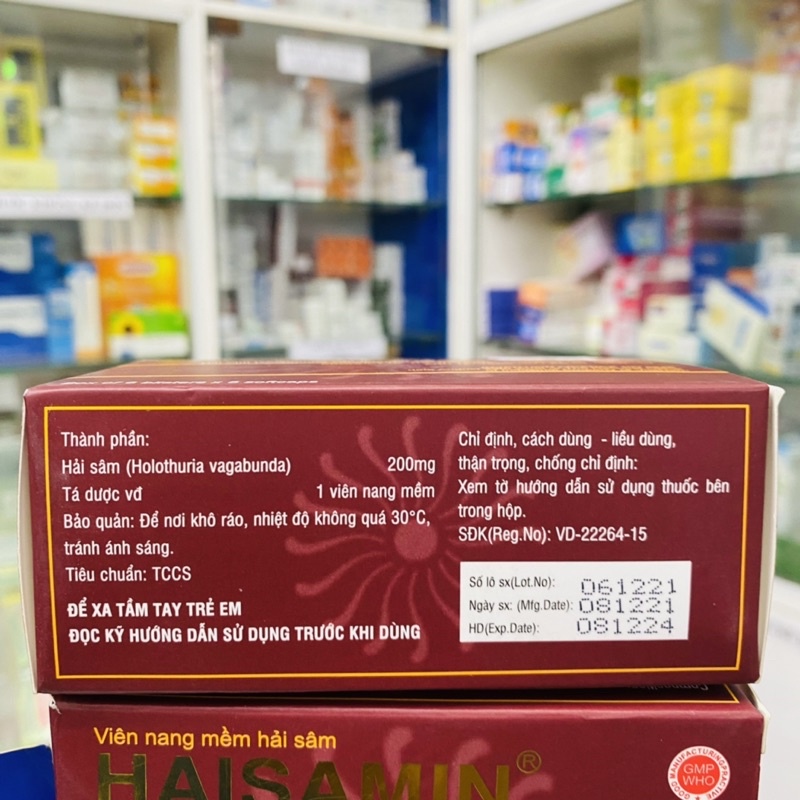 Thành phần:
Hải sâm (Holothuria vagabunda) 200mg
Tá dược vđ 1 viên nang mềm
Bảo quản: Để nơi khô ráo, nhiệt độ không quá 30°C,
tránh ánh sáng.
Tiêu chuẩn: TCCS
ĐỂ XA TẦM TAY TRẺ EM
ĐỌC KỸ HƯỚNG DẪN SỬ DỤNG TRƯỚC KHI DÙNG
Chỉ định, cách dùng - liều dùng,
thận trọng, chống chỉ định:
Xem tờ hướng dẫn sử dụng thuốc bên
trong hộp.
SĐK(Reg.No): VD-22264-15
Số lô sx(Lot.No): 061221
Ngày sx: (Mfg.Date): 081221
HD(Exp.Date): 081224
Viên nang mềm hải sâm
HAISAMIN®
GOOD MANUFACTURING PRACTICE
GMP
WHO